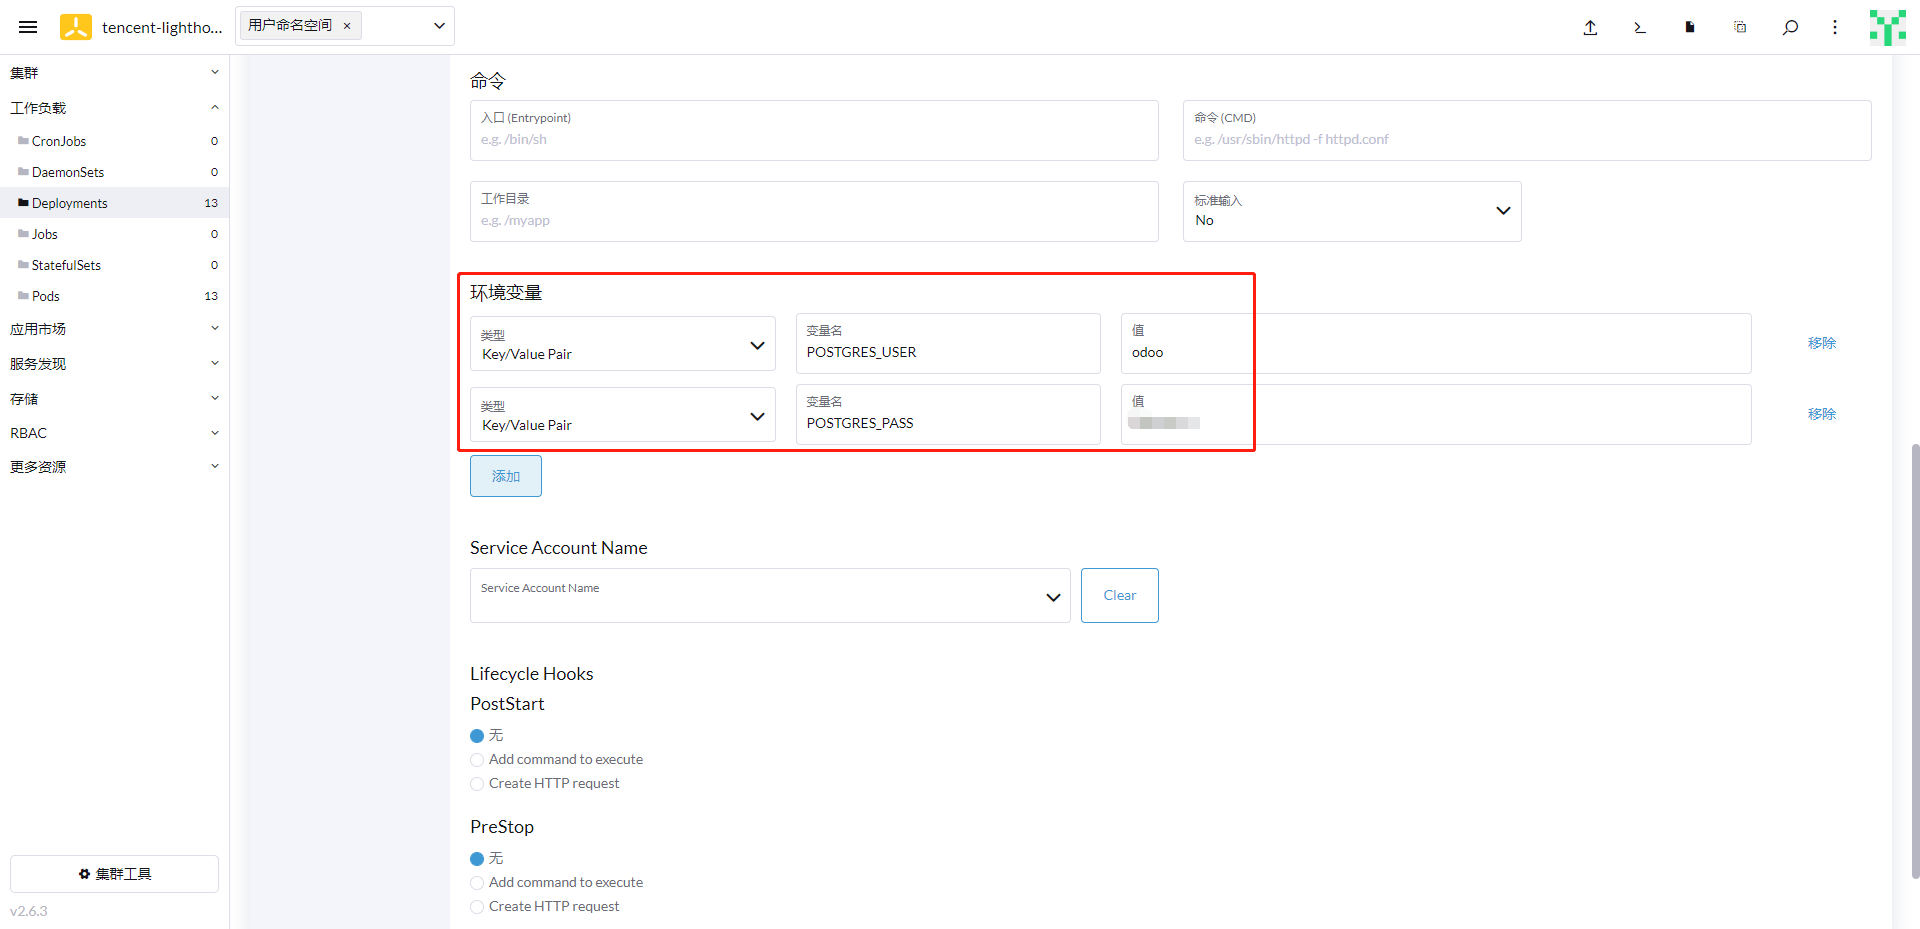 tencent-lightho...
用户命名空间 ×
集群
工作负载
CronJobs 0
DaemonSets 0
Deployments 13
Jobs 0
StatefulSets 0
Pods 13
应用市场
服务发现
存储
RBAC
更多资源
集群工具
v2.6.3
命令
入口 (Entrypoint)
e.g. /bin/sh
命令 (CMD)
e.g. /usr/sbin/httpd -f httpd.conf
工作目录
e.g. /myapp
标准输入
No
环境变量
类型
Key/Value Pair
变量名
POSTGRES_USER
值
odoo
移除
类型
Key/Value Pair
变量名
POSTGRES_PASS
值
移除
添加
Service Account Name
Service Account Name
Clear
Lifecycle Hooks
PostStart
无
Add command to execute
Create HTTP request
PreStop
无
Add command to execute
Create HTTP request